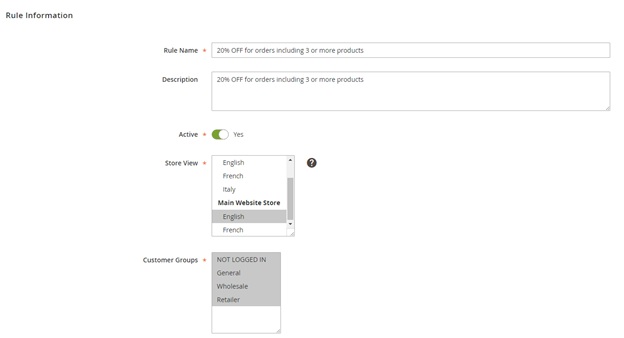 Rule Information
Rule Name *
20% OFF for orders including 3 or more products
Description
20% OFF for orders including 3 or more products
Active *
Yes
Store View *
English
French
Italy
Main Website Store
English
French
?
Customer Groups *
NOT LOGGED IN
General
Wholesale
Retailer